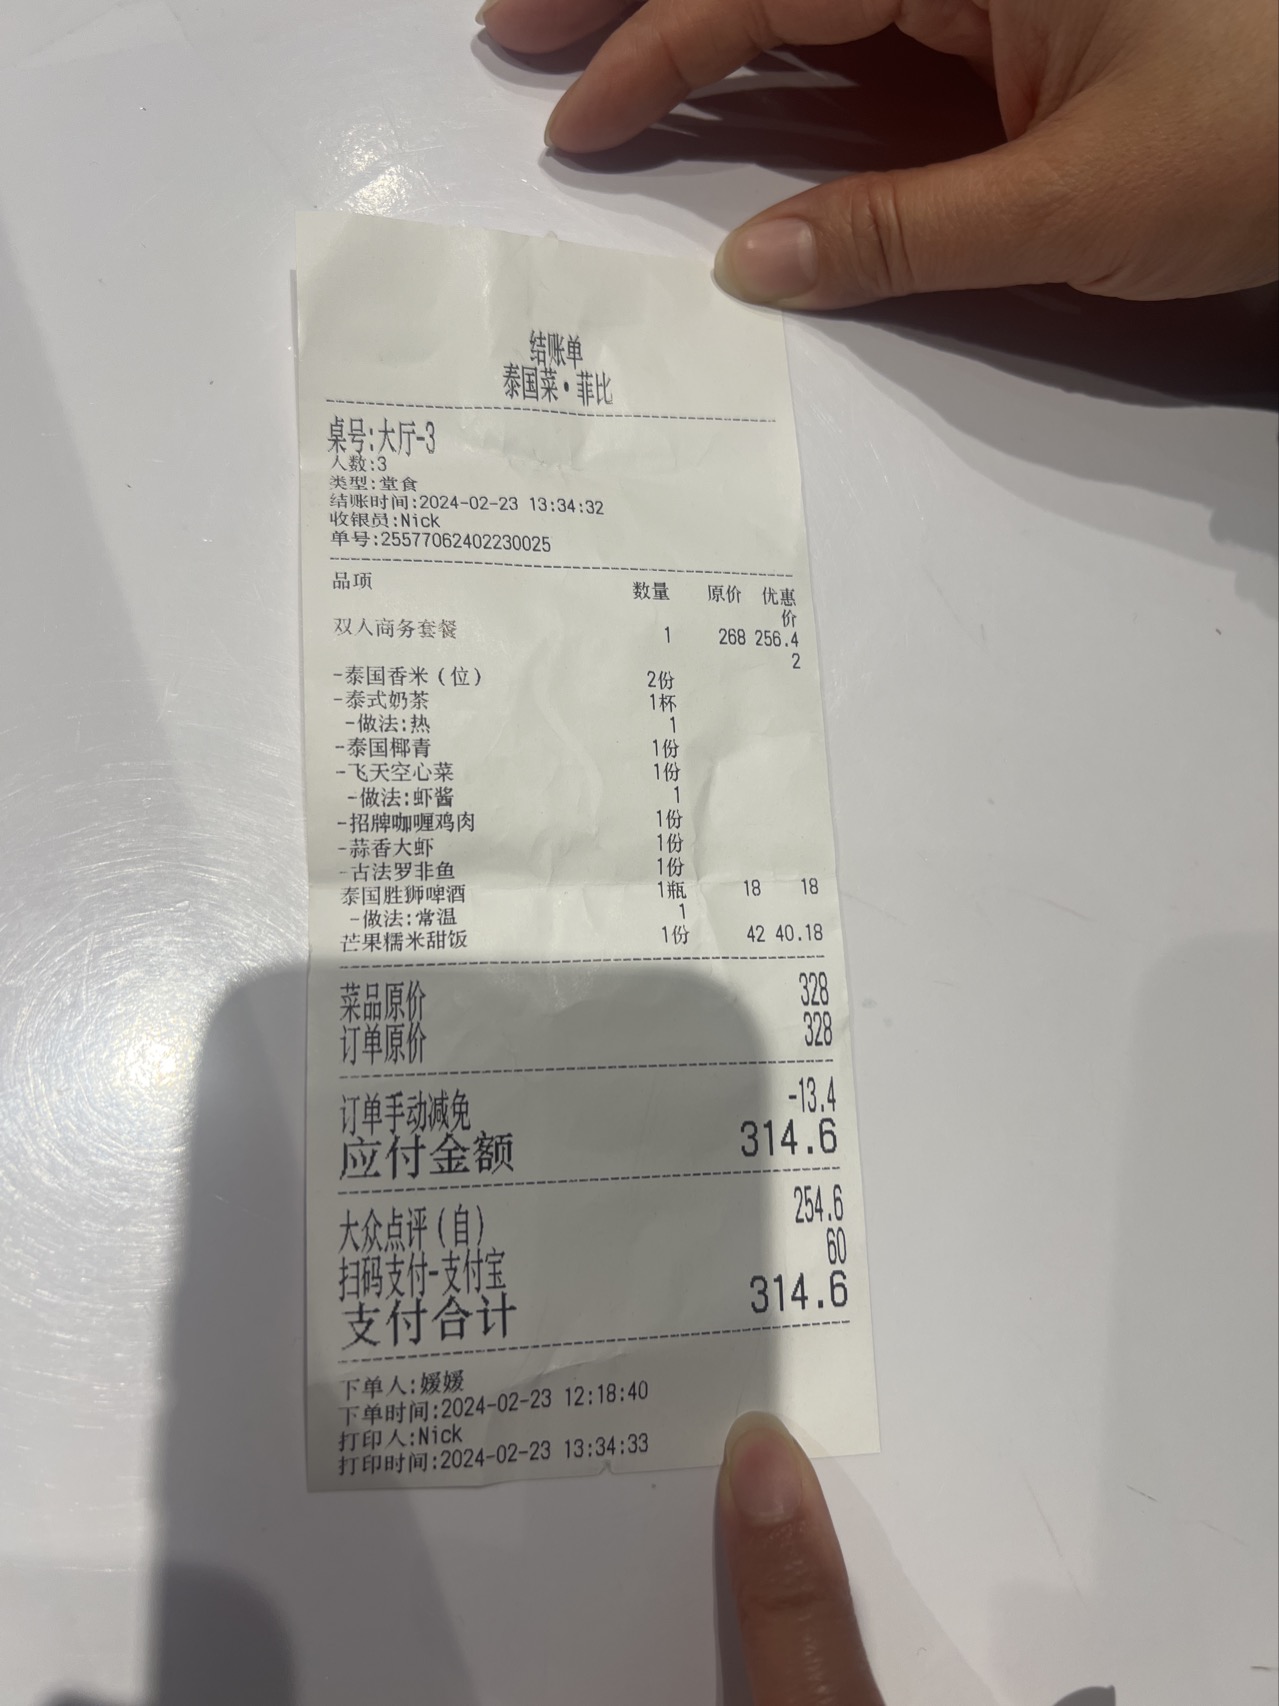 结账单
泰国菜·菲比
桌号:大厅-3
人数:3
类型:堂食
结账时间:2024-02-23 13:34:32
收银员:Nick
单号:25577062402230025
品项 数量 原价 优惠价
双人商务套餐 1 268 256.42
-泰国香米(位) 2份
-泰式奶茶 1杯
-做法:热 1
-泰国椰青 1份
-飞天空心菜 1份
-做法:虾酱 1
-招牌咖喱鸡肉 1份
-蒜香大虾 1份
-古法罗非鱼 1份
泰国胜狮啤酒 1瓶 18 18
-做法:常温 1
芒果糯米甜饭 1份 42 40.18
菜品原价 328
订单原价 328
订单手动减免 -13.4
应付金额 314.6
大众点评(自) 254.6
扫码支付-支付宝 60
支付合计 314.6
下单人:媛媛
下单时间:2024-02-23 12:18:40
打印人:Nick
打印时间:2024-02-23 13:34:33